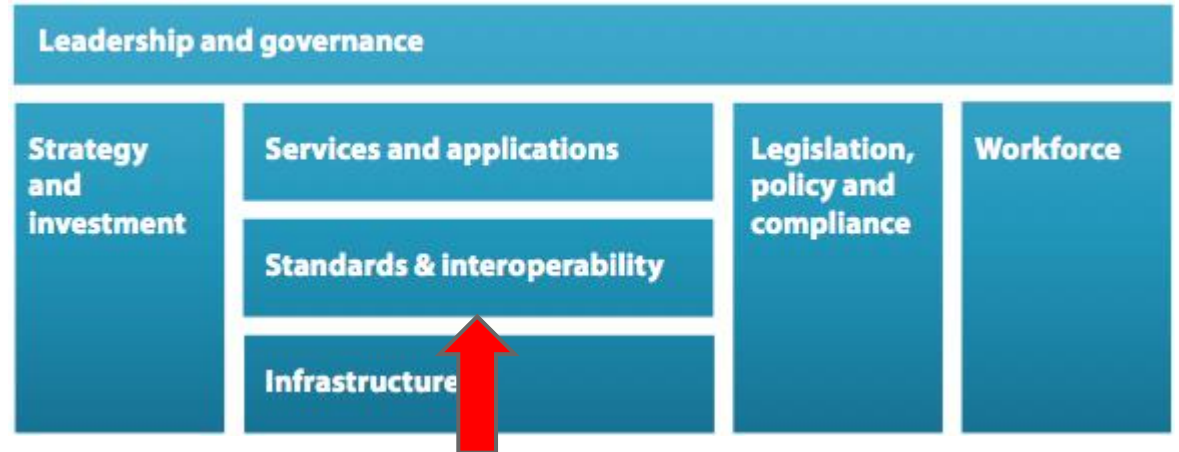 Leadership and governance
Strategy
and
investment
Services and applications
Standards & interoperability
Infrastructure
Legislation,
policy and
compliance
Workforce